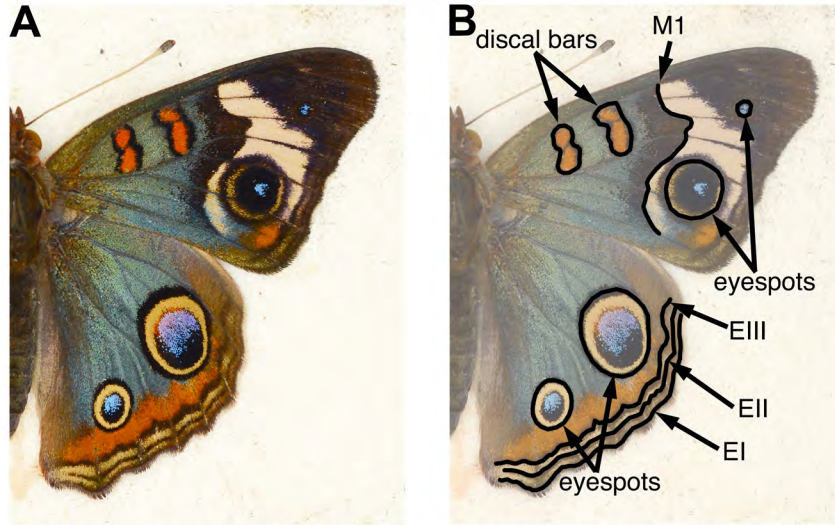 A
B
discal bars
M1
eyespots
EIII
EII
EI
eyespots